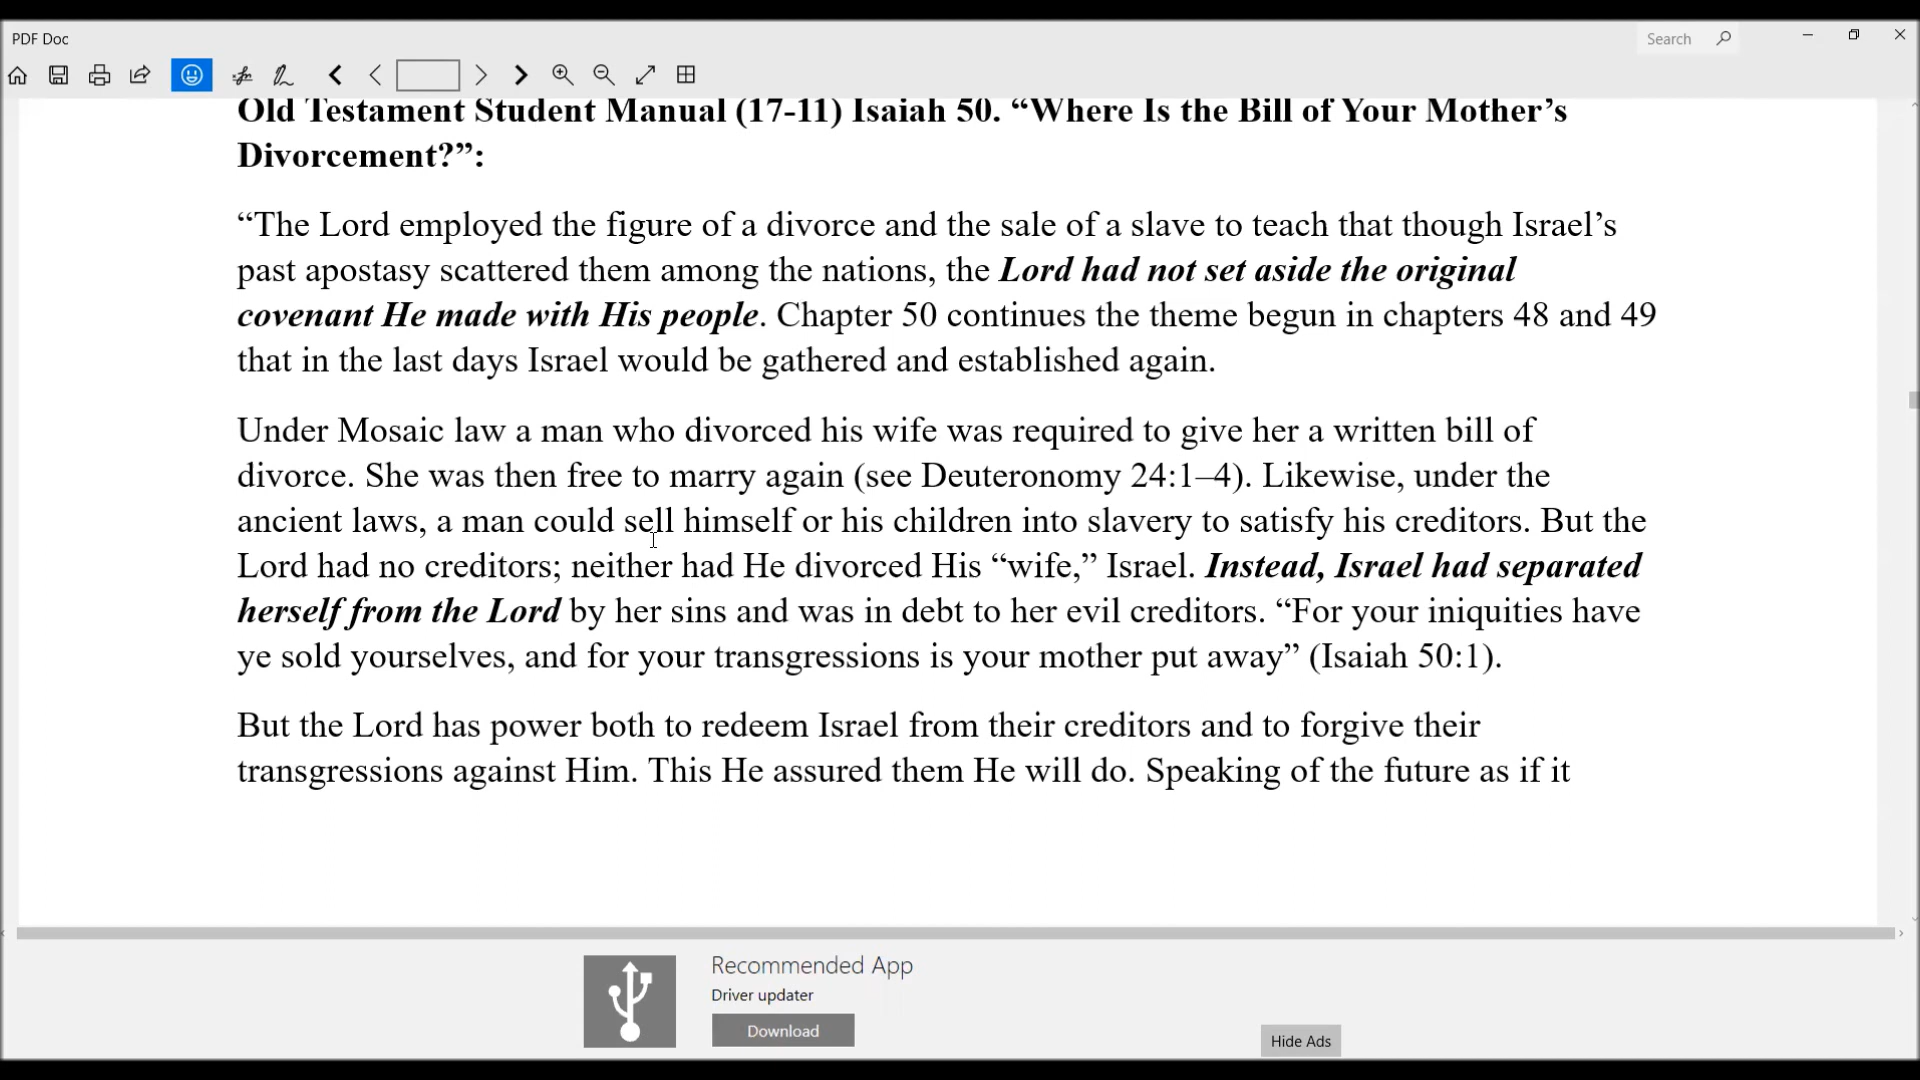 PDF Doc
Search
Old Testament Student Manual (17-11) Isaiah 50. “Where Is the Bill of Your Mother’s
Divorcement?”:
“The Lord employed the figure of a divorce and the sale of a slave to teach that though Israel’s
past apostasy scattered them among the nations, the Lord had not set aside the original
covenant He made with His people. Chapter 50 continues the theme begun in chapters 48 and 49
that in the last days Israel would be gathered and established again.
Under Mosaic law a man who divorced his wife was required to give her a written bill of
divorce. She was then free to marry again (see Deuteronomy 24:1–4). Likewise, under the
ancient laws, a man could sell himself or his children into slavery to satisfy his creditors. But the
Lord had no creditors; neither had He divorced His “wife,” Israel. Instead, Israel had separated
herself from the Lord by her sins and was in debt to her evil creditors. “For your iniquities have
ye sold yourselves, and for your transgressions is your mother put away” (Isaiah 50:1).
But the Lord has power both to redeem Israel from their creditors and to forgive their
transgressions against Him. This He assured them He will do. Speaking of the future as if it
Recommended App
Driver updater
Download
Hide Ads